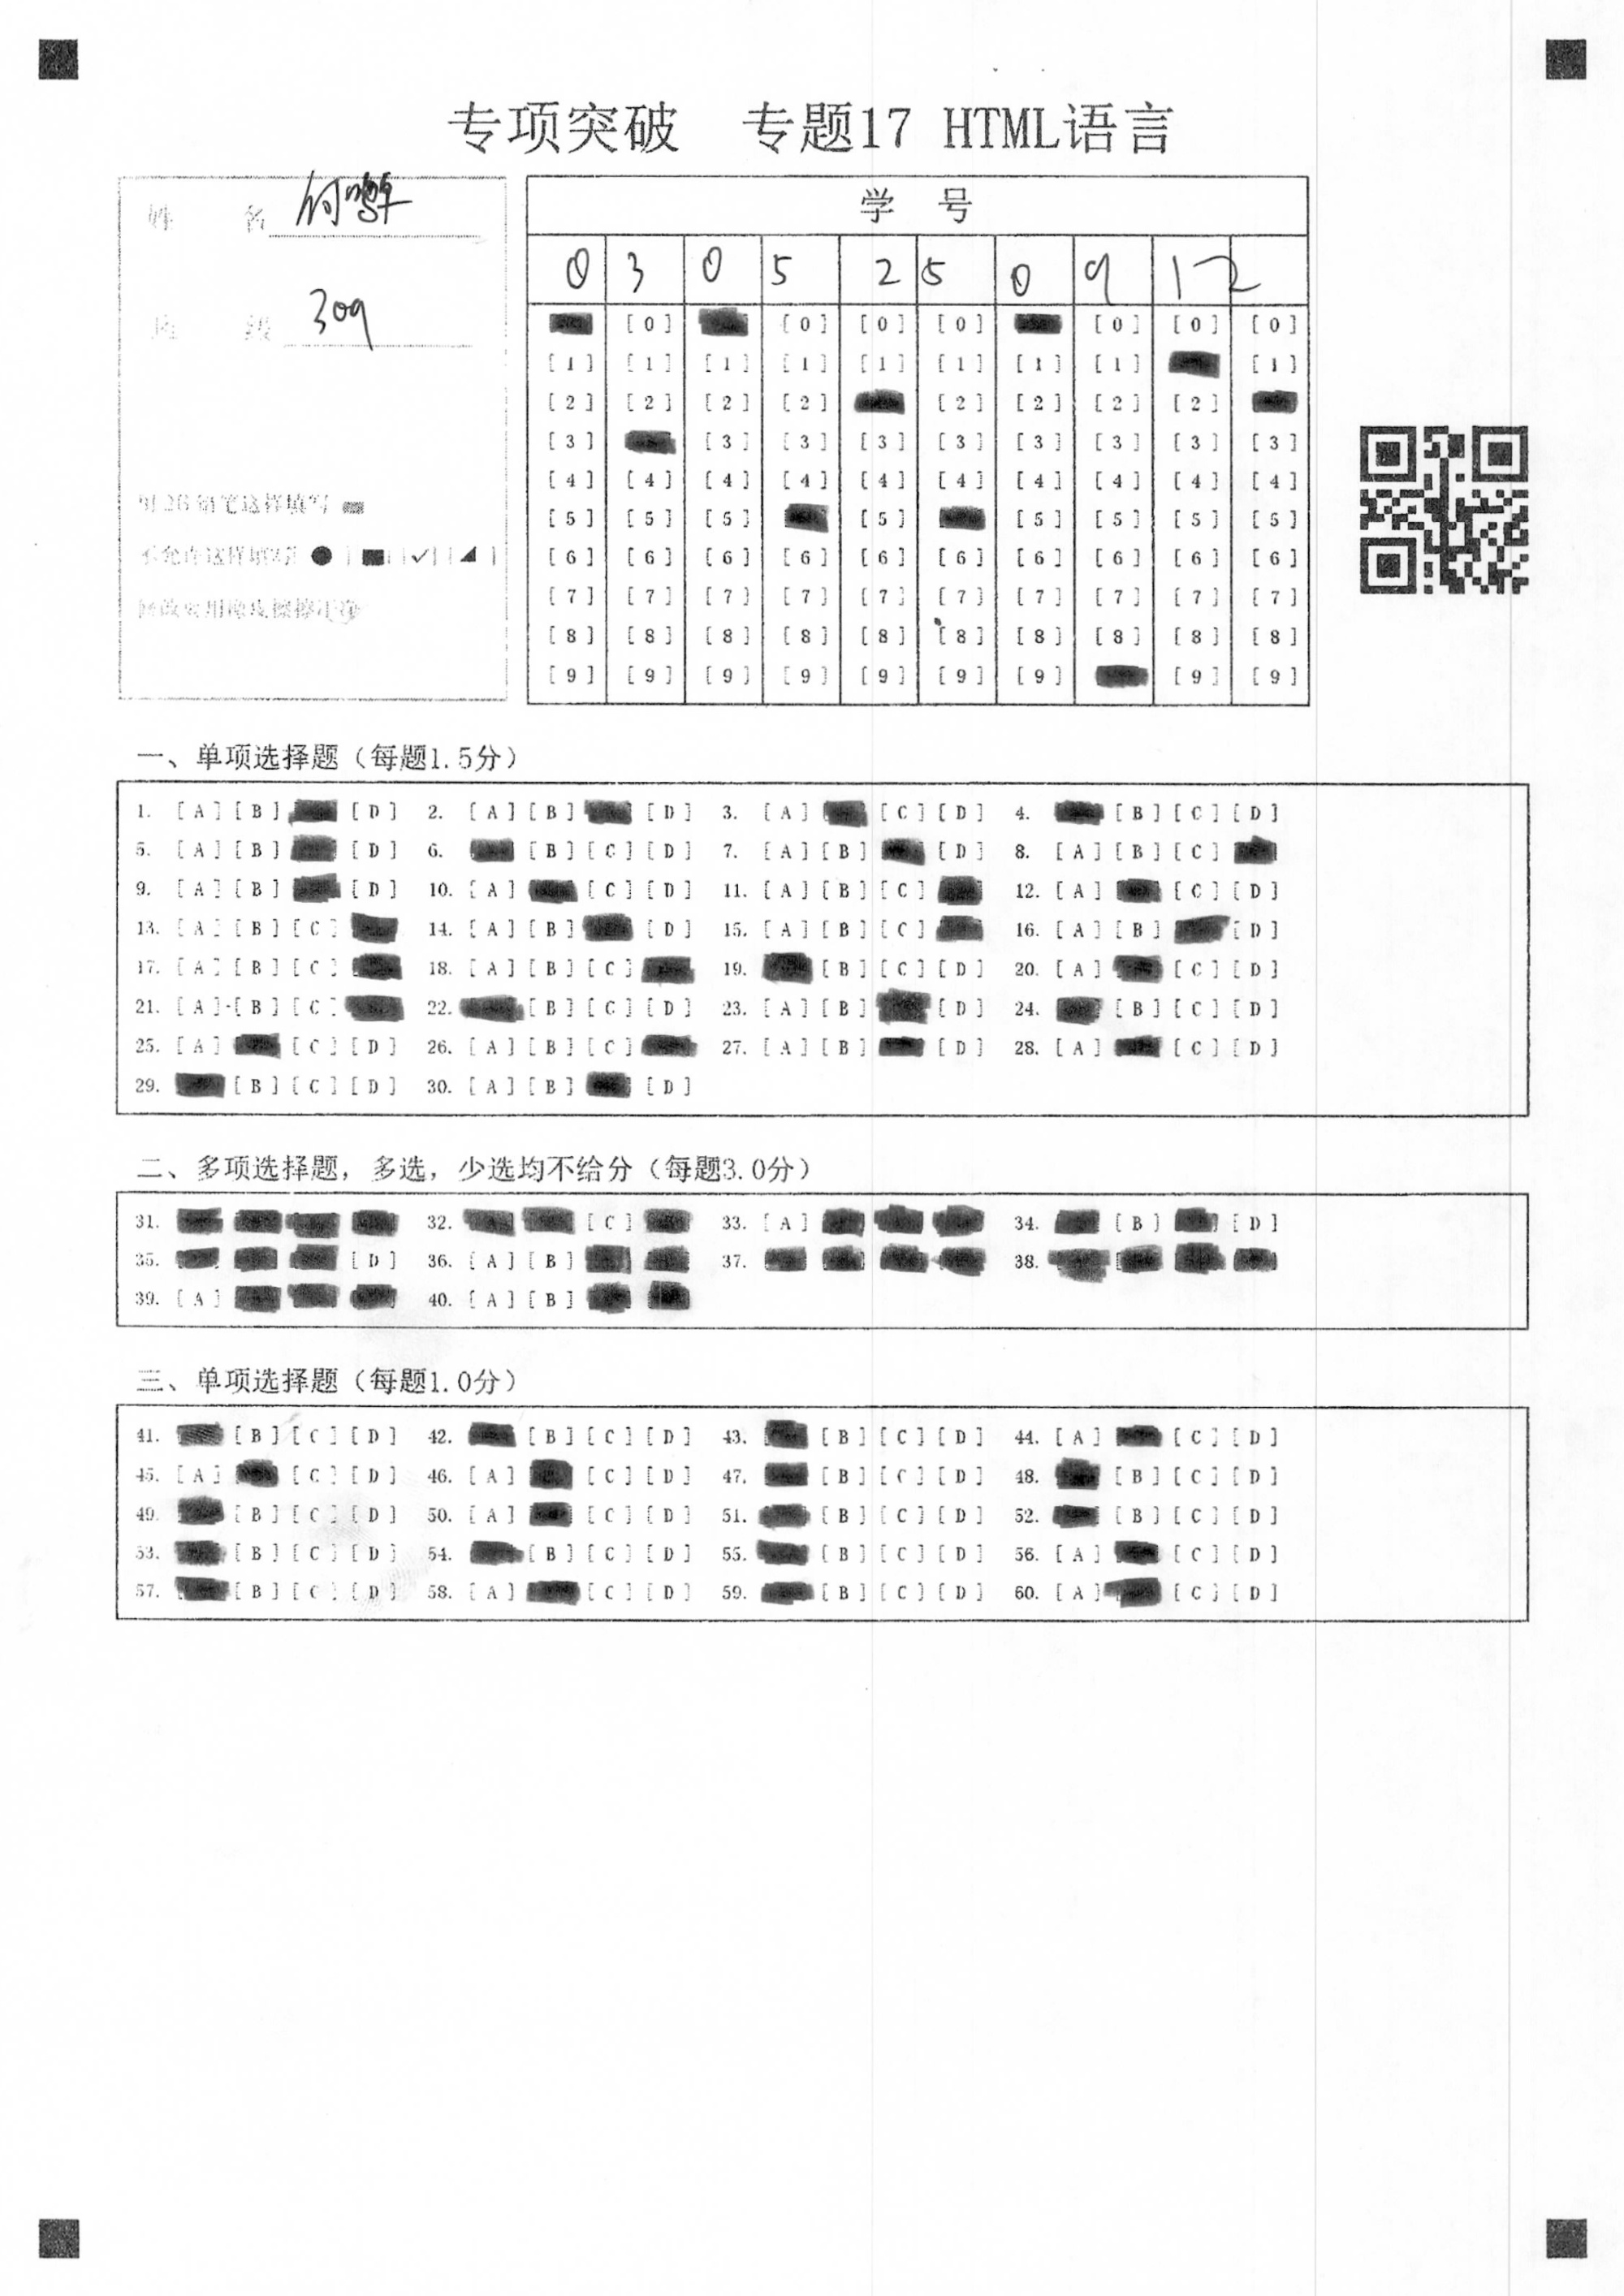 专项突破 专题17 HTML语言
姓 名 何
班 级 309
用2B铅笔这样填写
不允许这样填写
修改要用橡皮擦擦干净
学 号
0 3 0 5 2 5 0 9 1 2
[0] [0] [0] [0] [0] [0] [0]
[1] [1] [1] [1] [1] [1] [1] [1] [1]
[2] [2] [2] [2] [2] [2] [2] [2]
[3] [3] [3] [3] [3] [3] [3] [3] [3]
[4] [4] [4] [4] [4] [4] [4] [4] [4] [4]
[5] [5] [5] [5] [5] [5] [5] [5]
[6] [6] [6] [6] [6] [6] [6] [6] [6] [6]
[7] [7] [7] [7] [7] [7] [7] [7] [7] [7]
[8] [8] [8] [8] [8] [8] [8] [8] [8] [8]
[9] [9] [9] [9] [9] [9] [9] [9] [9]
一、单项选择题（每题1.5分）
1. [A] [B] [D] 2. [A] [B] [D] 3. [A] [C] [D] 4. [B] [C] [D]
5. [A] [B] [D] 6. [B] [C] [D] 7. [A] [B] [D] 8. [A] [B] [C]
9. [A] [B] [D] 10. [A] [C] [D] 11. [A] [B] [C] 12. [A] [C] [D]
13. [A] [B] [C] 14. [A] [B] [D] 15. [A] [B] [C] 16. [A] [B] [D]
17. [A] [B] [C] 18. [A] [B] [C] 19. [B] [C] [D] 20. [A] [C] [D]
21. [A] [B] [C] 22. [B] [C] [D] 23. [A] [B] [D] 24. [B] [C] [D]
25. [A] [C] [D] 26. [A] [B] [C] 27. [A] [B] [D] 28. [A] [C] [D]
29. [B] [C] [D] 30. [A] [B] [D]
二、多项选择题，多选，少选均不给分（每题3.0分）
31. 32. [C] 33. [A] 34. [B] [D]
35. [D] 36. [A] [B] 37. 38.
39. [A] 40. [A] [B]
三、单项选择题（每题1.0分）
41. [B] [C] [D] 42. [B] [C] [D] 43. [B] [C] [D] 44. [A] [C] [D]
45. [A] [C] [D] 46. [A] [C] [D] 47. [B] [C] [D] 48. [B] [C] [D]
49. [B] [C] [D] 50. [A] [C] [D] 51. [B] [C] [D] 52. [B] [C] [D]
53. [B] [C] [D] 54. [B] [C] [D] 55. [B] [C] [D] 56. [A] [C] [D]
57. [B] [C] [D] 58. [A] [C] [D] 59. [B] [C] [D] 60. [A] [C] [D]